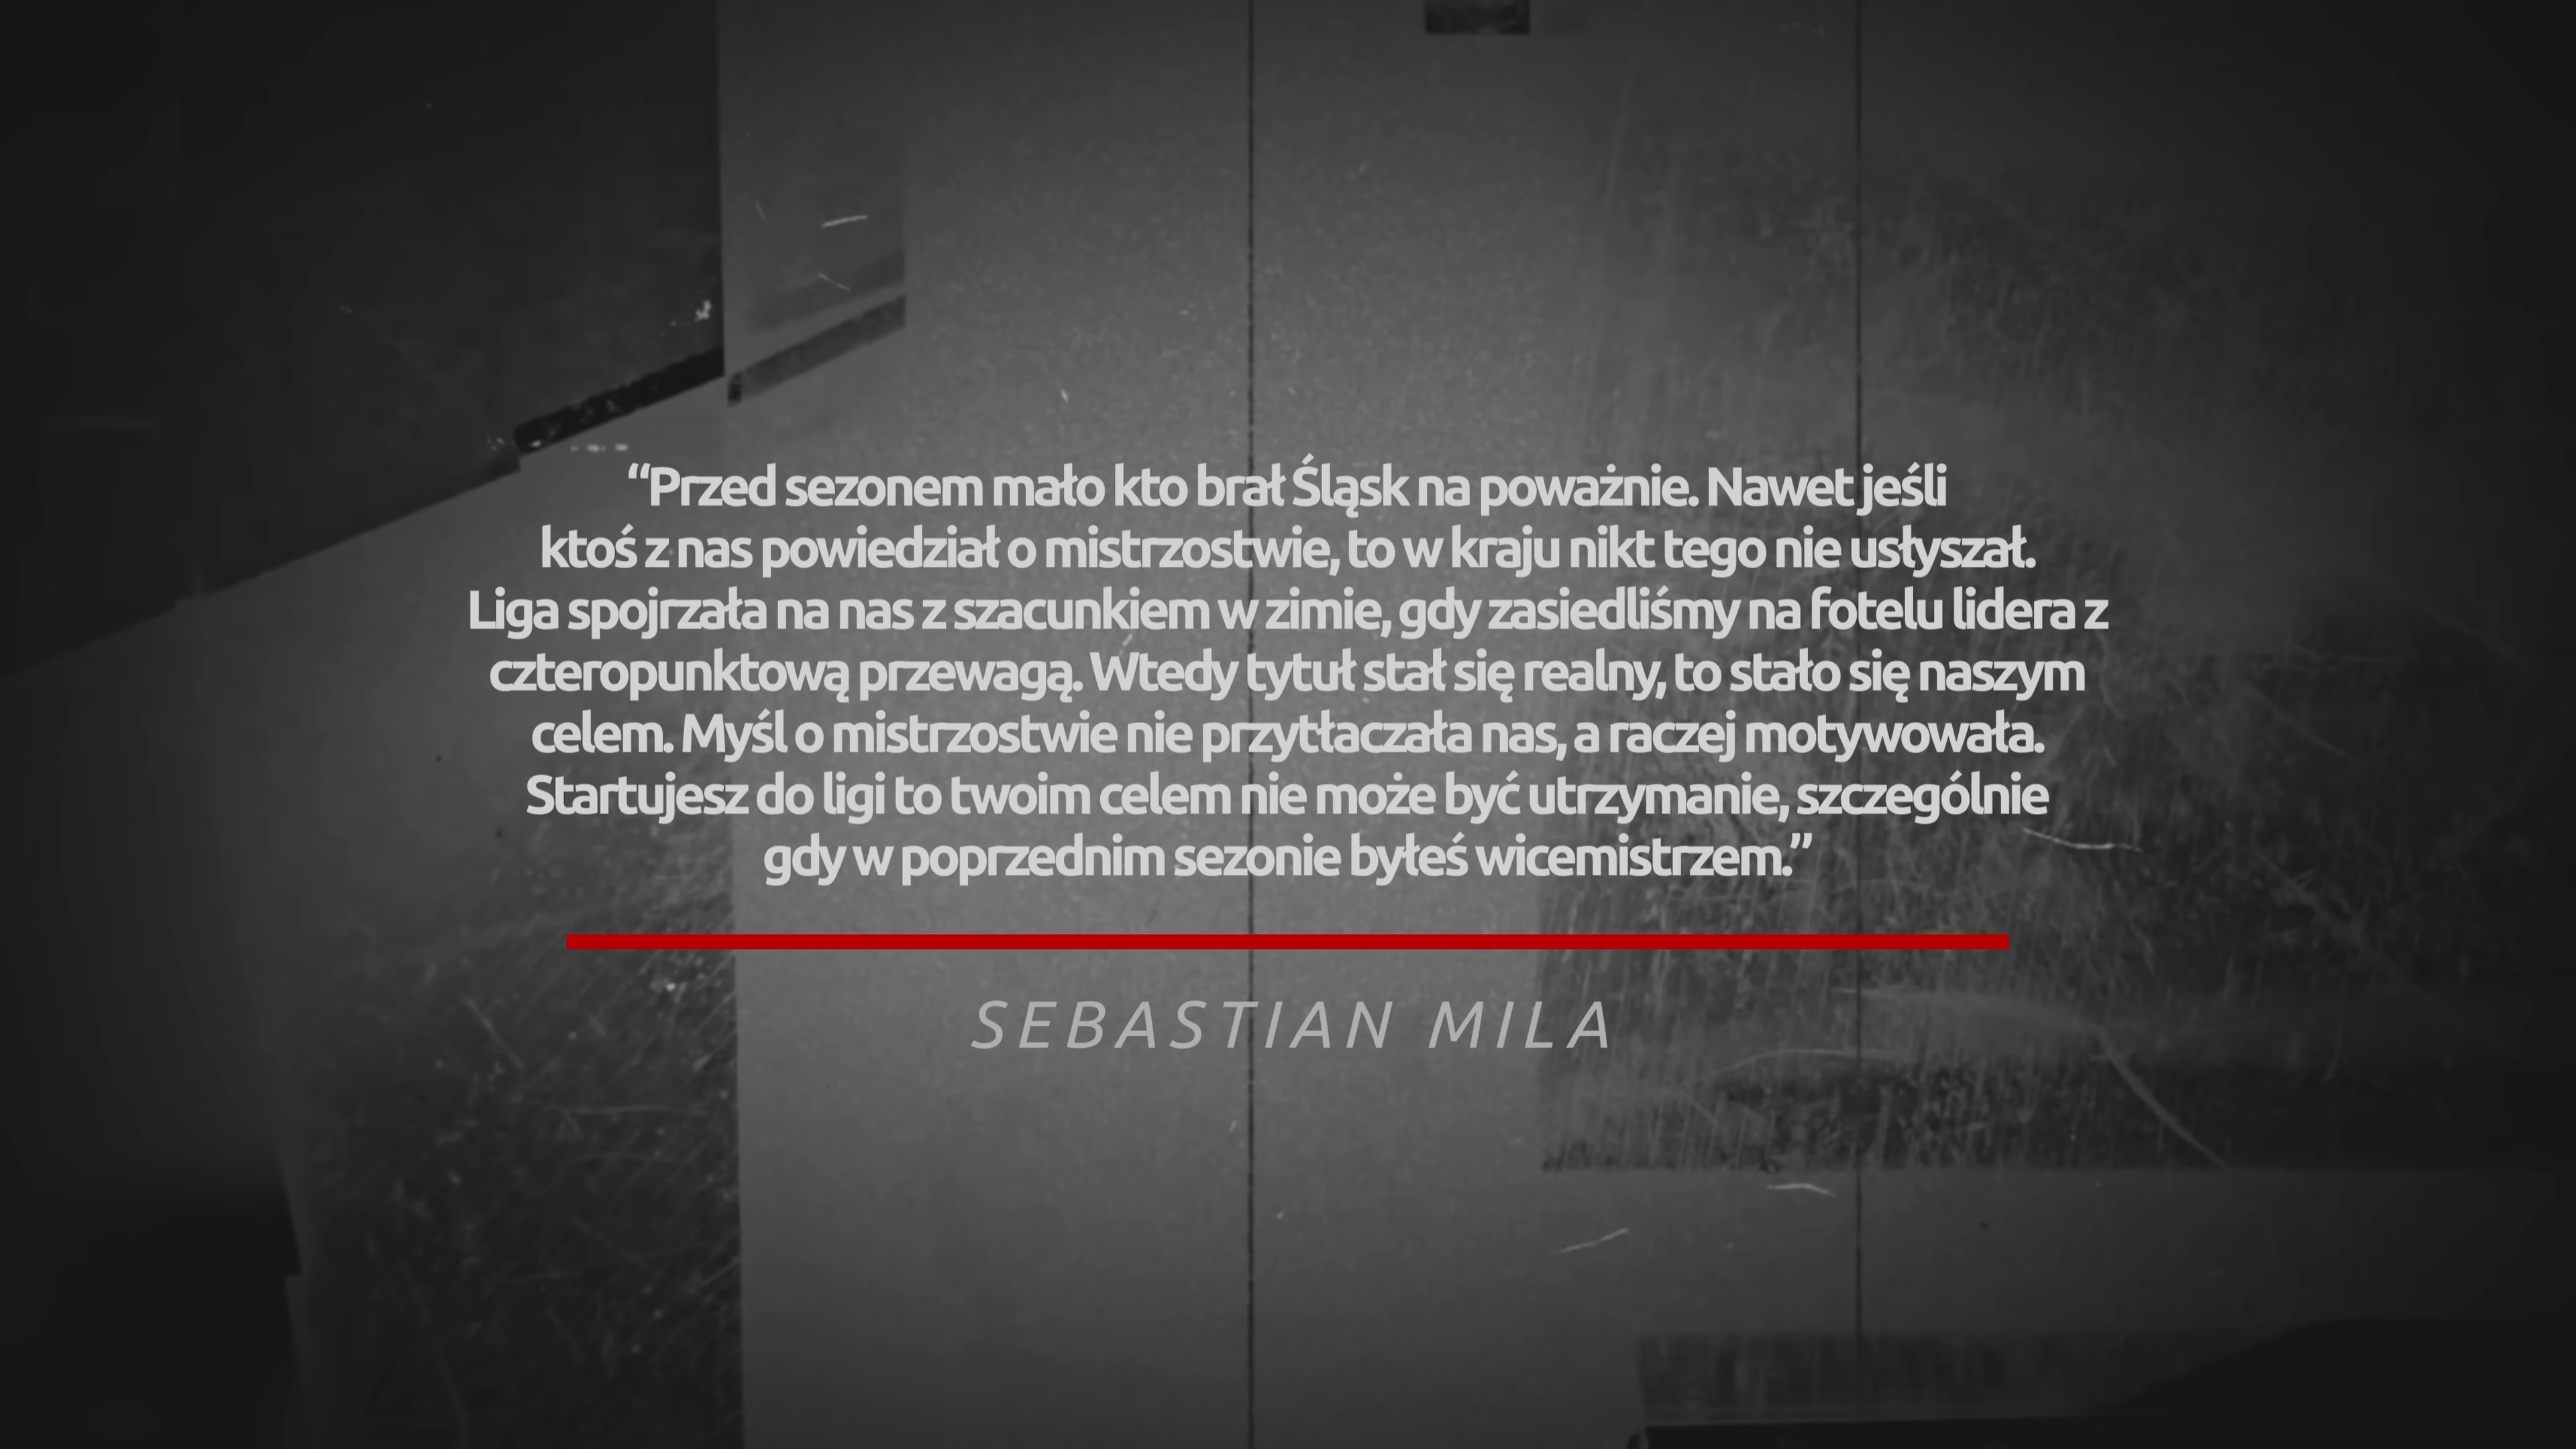 “Przed sezonem mało kto brał Śląsk na poważnie. Nawet jeśli
ktoś z nas powiedział o mistrzostwie, to w kraju nikt tego nie usłyszał.
Liga spojrzała na nas z szacunkiem w zimie, gdy zasiedliśmy na fotelu lidera z
czteropunktową przewagą. Wtedy tytuł stał się realny, to stało się naszym
celem. Myśl o mistrzostwie nie przytłaczała nas, a raczej motywowała.
Startujesz do ligi to twoim celem nie może być utrzymanie, szczególnie
gdy w poprzednim sezonie byłeś wicemistrzem.”
SEBASTIAN MILA